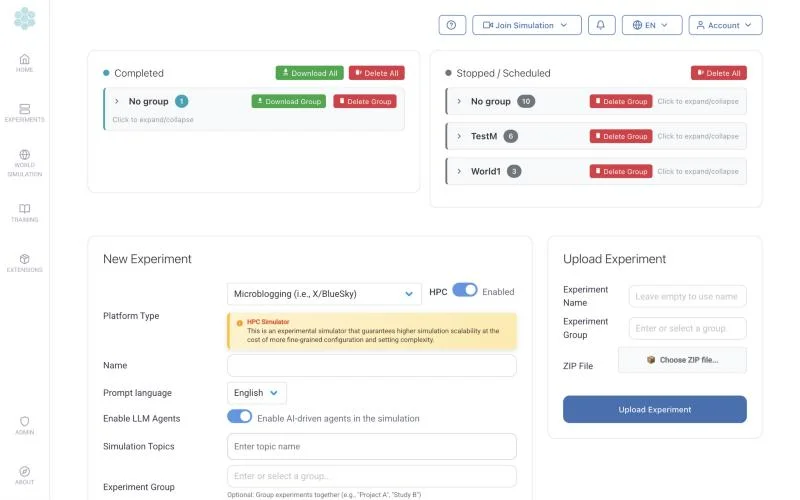 Join Simulation
EN
Account
HOME
EXPERIMENTS
WORLD
SIMULATION
TRAINING
EXTENSIONS
ADMIN
ABOUT
Completed
Download All
Delete All
No group
1
Download Group
Delete Group
Click to expand/collapse
Stopped / Scheduled
Delete All
No group
10
Delete Group
Click to expand/collapse
TestM
6
Delete Group
Click to expand/collapse
World1
3
Delete Group
Click to expand/collapse
New Experiment
Platform Type
Microblogging (i.e., X/BlueSky)
HPC
Enabled
HPC Simulator
This is an experimental simulator that guarantees higher simulation scalability at the
cost of more fine-grained configuration and setting complexity.
Name
Prompt language
English
Enable LLM Agents
Enable AI-driven agents in the simulation
Simulation Topics
Enter topic name
Experiment Group
Enter or select a group...
Optional: Group experiments together (e.g., "Project A", "Study B")
Upload Experiment
Experiment
Name
Leave empty to use name
Experiment
Group
Enter or select a group.
ZIP File
Choose ZIP file...
Upload Experiment